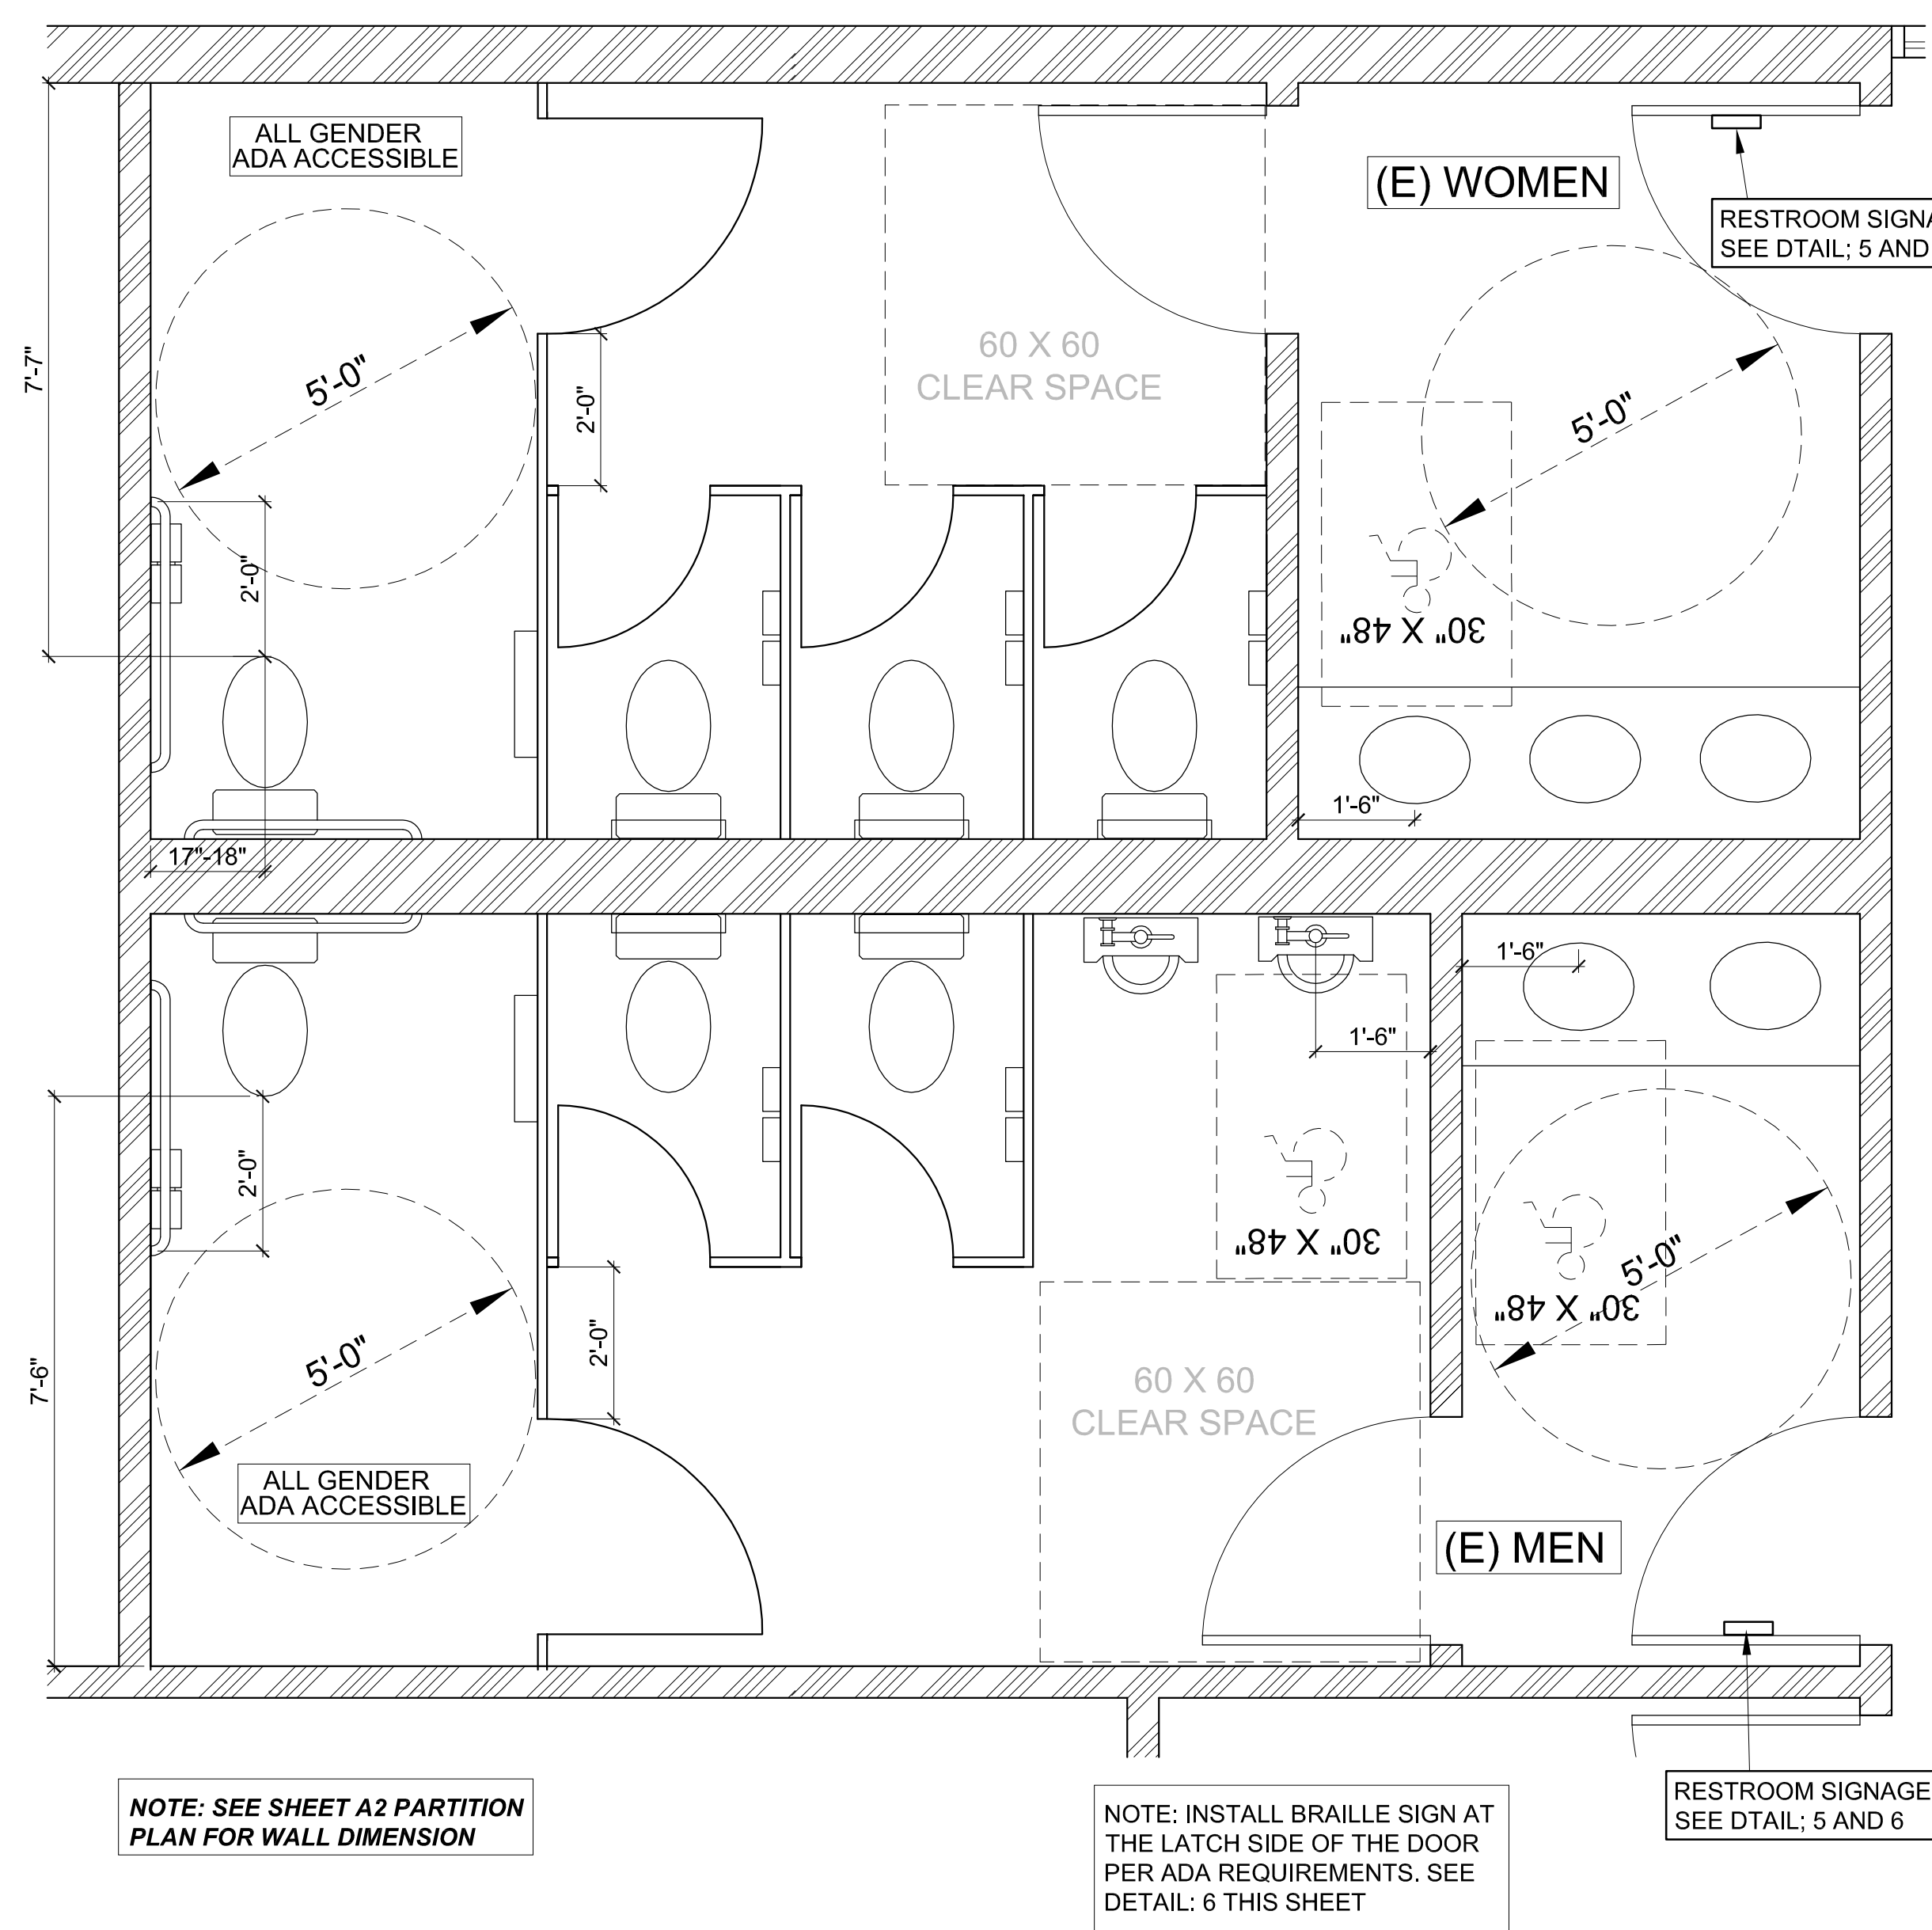 ALL GENDER
ADA ACCESSIBLE
(E) WOMEN
RESTROOM
SEE DTAIL; 5 AND
7'-7"
5'-0"
2'-0"
60 X 60
CLEAR SPACE
5'-0"
2'-0"
30" X 48"
1'-6"
17"-18"
1'-6"
1'-6"
2'-0"
30" X 48"
5'-0"
30" X 48"
7'-6"
5'-0"
2'-0"
60 X 60
CLEAR SPACE
ALL GENDER
ADA ACCESSIBLE
(E) MEN
NOTE: SEE SHEET A2 PARTITION
PLAN FOR WALL DIMENSION
NOTE: INSTALL BRAILLE SIGN AT
THE LATCH SIDE OF THE DOOR
PER ADA REQUIREMENTS. SEE
DETAIL: 6 THIS SHEET
RESTROOM SIGNAGE
SEE DTAIL; 5 AND 6